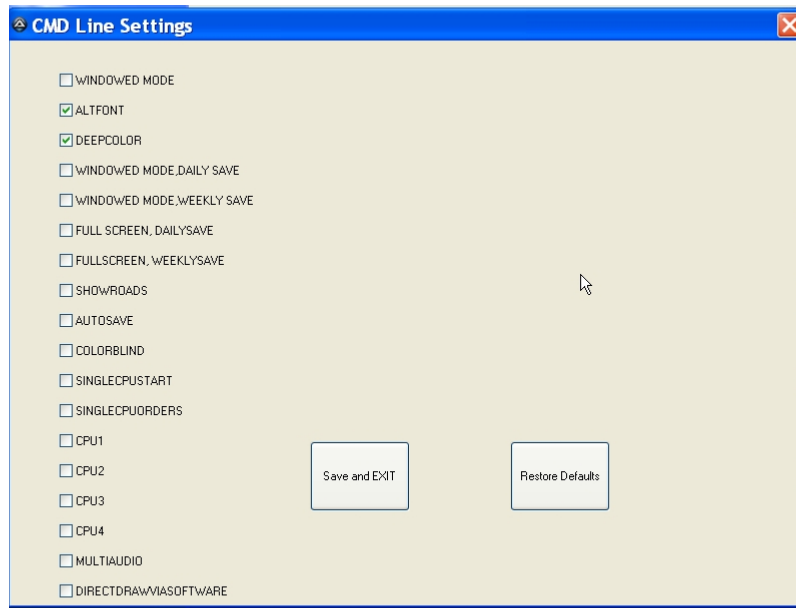 CMD Line Settings
WINDOWED MODE
ALTFONT
DEEPCOLOR
WINDOWED MODE,DAILY SAVE
WINDOWED MODE,WEEKLY SAVE
FULL SCREEN, DAILYSAVE
FULLSCREEN, WEEKLYSAVE
SHOWROADS
AUTOSAVE
COLORBLIND
SINGLECPUSTART
SINGLECPUORDERS
CPU1
CPU2
CPU3
CPU4
MULTIAUDIO
DIRECTDRAWVIASOFTWARE
Save and EXIT
Restore Defaults